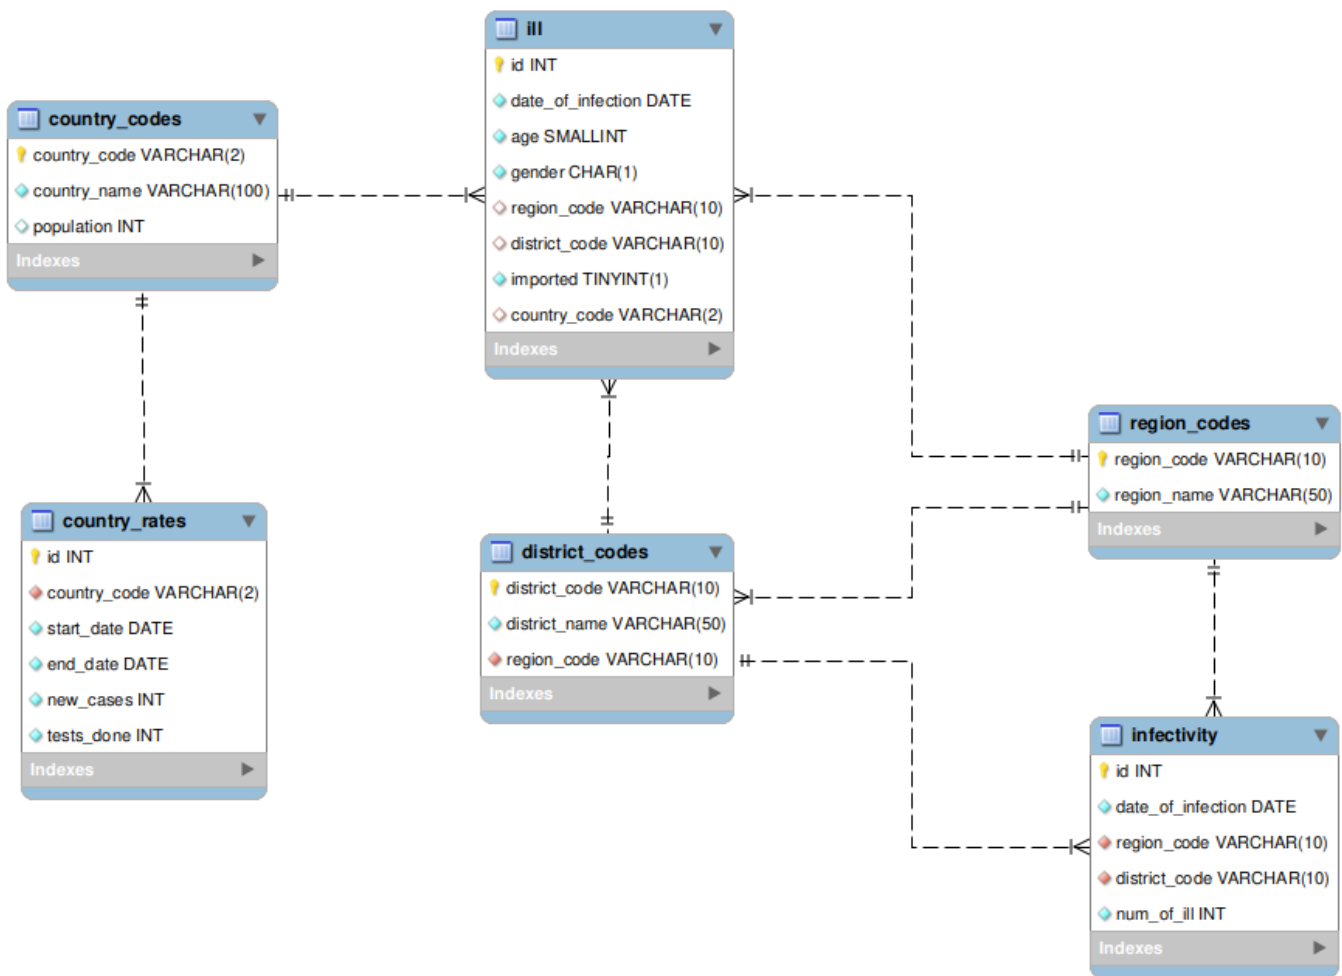 ill
id INT
date_of_infection DATE
age SMALLINT
gender CHAR(1)
region_code VARCHAR(10)
district_code VARCHAR(10)
imported TINYINT(1)
country_code VARCHAR(2)
Indexes
country_codes
country_code VARCHAR(2)
country_name VARCHAR(100)
population INT
Indexes
country_rates
id INT
country_code VARCHAR(2)
start_date DATE
end_date DATE
new_cases INT
tests_done INT
Indexes
district_codes
district_code VARCHAR(10)
district_name VARCHAR(50)
region_code VARCHAR(10)
Indexes
region_codes
region_code VARCHAR(10)
region_name VARCHAR(50)
Indexes
infectivity
id INT
date_of_infection DATE
region_code VARCHAR(10)
district_code VARCHAR(10)
num_of_ill INT
Indexes